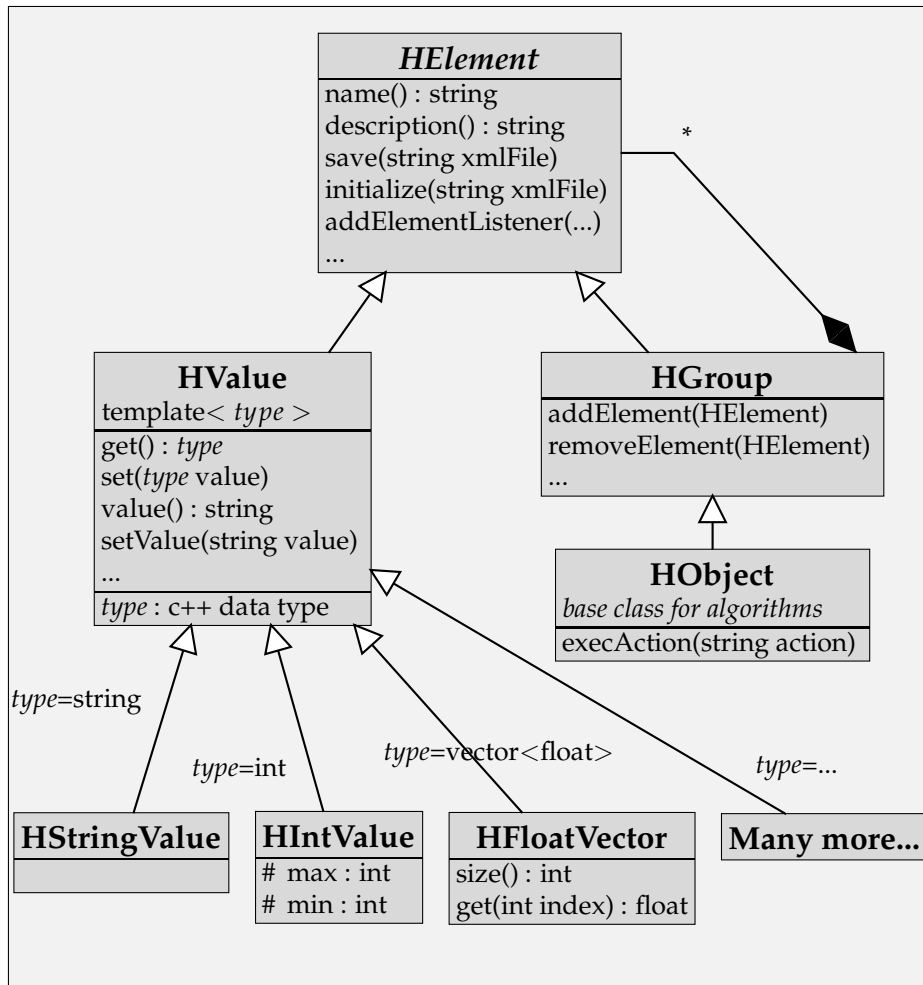 HElement
name() : string
description() : string
save(string xmlFile)
initialize(string xmlFile)
addElementListener(...)
...
*
HValue
template< type >
get() : type
set(type value)
value() : string
setValue(string value)
...
type : c++ data type
HGroup
addElement(HElement)
removeElement(HElement)
...
HObject
base class for algorithms
execAction(string action)
type=string
type=int
type=vector<float>
type=...
HStringValue
HIntValue
# max : int
# min : int
HFloatVector
size() : int
get(int index) : float
Many more...